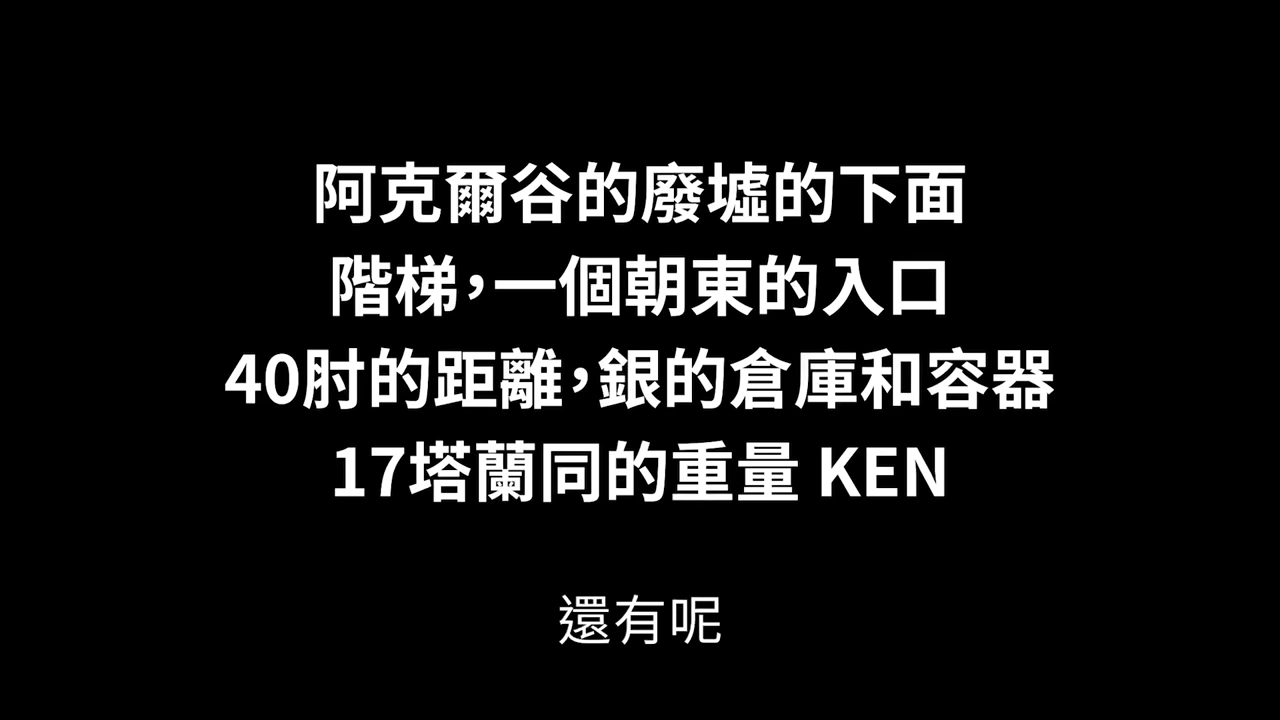 阿克爾谷的廢墟的下面
階梯，一個朝東的入口
40肘的距離，銀的倉庫和容器
17塔蘭同的重量 KEN
還有呢